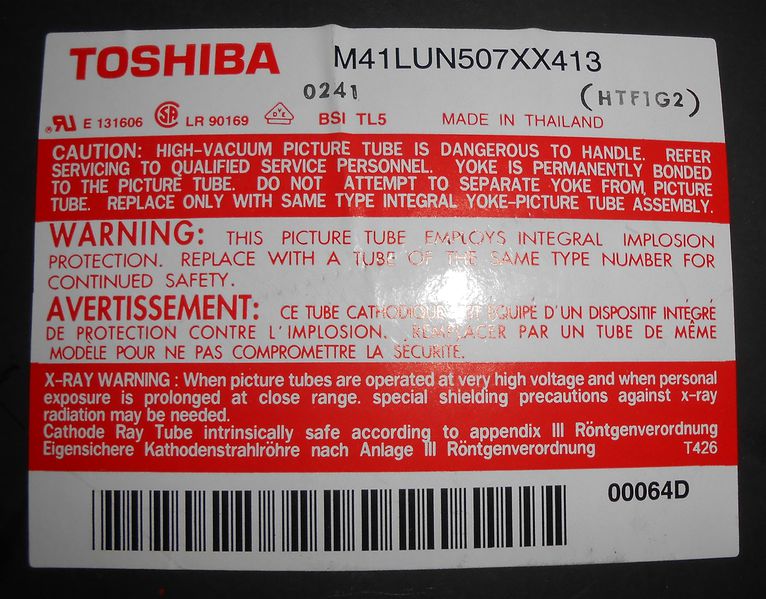 TOSHIBA M41LUN507XX413
0241 (HTF1G2)
E 131606 SA LR 90169 DVE BSI TL5 MADE IN THAILAND
CAUTION: HIGH-VACUUM PICTURE TUBE IS DANGEROUS TO HANDLE. REFER
SERVICING TO QUALIFIED SERVICE PERSONNEL. YOKE IS PERMANENTLY BONDED
TO THE PICTURE TUBE. DO NOT ATTEMPT TO SEPARATE YOKE FROM PICTURE
TUBE. REPLACE ONLY WITH SAME TYPE INTEGRAL YOKE-PICTURE TUBE ASSEMBLY.
WARNING: THIS PICTURE TUBE EMPLOYS INTEGRAL IMPLOSION
PROTECTION. REPLACE WITH A TUBE OF THE SAME TYPE NUMBER FOR
CONTINUED SAFETY.
AVERTISSEMENT: CE TUBE CATHODIQUE EST EQUIPÉ D'UN DISPOSITIF INTÉGRÉ
DE PROTECTION CONTRE L'IMPLOSION. REMPLACER PAR UN TUBE DE MÊME
MODÈLE POUR NE PAS COMPROMETTRE LA SÉCURITÉ.
X-RAY WARNING : When picture tubes are operated at very high voltage and when personal
exposure is prolonged at close range. special shielding precautions against x-ray
radiation may be needed.
Cathode Ray Tube intrinsically safe according to appendix III Röntgenverordnung
Eigensichere Kathodenstrahlröhre nach Anlage III Röntgenverordnung T426
00064D